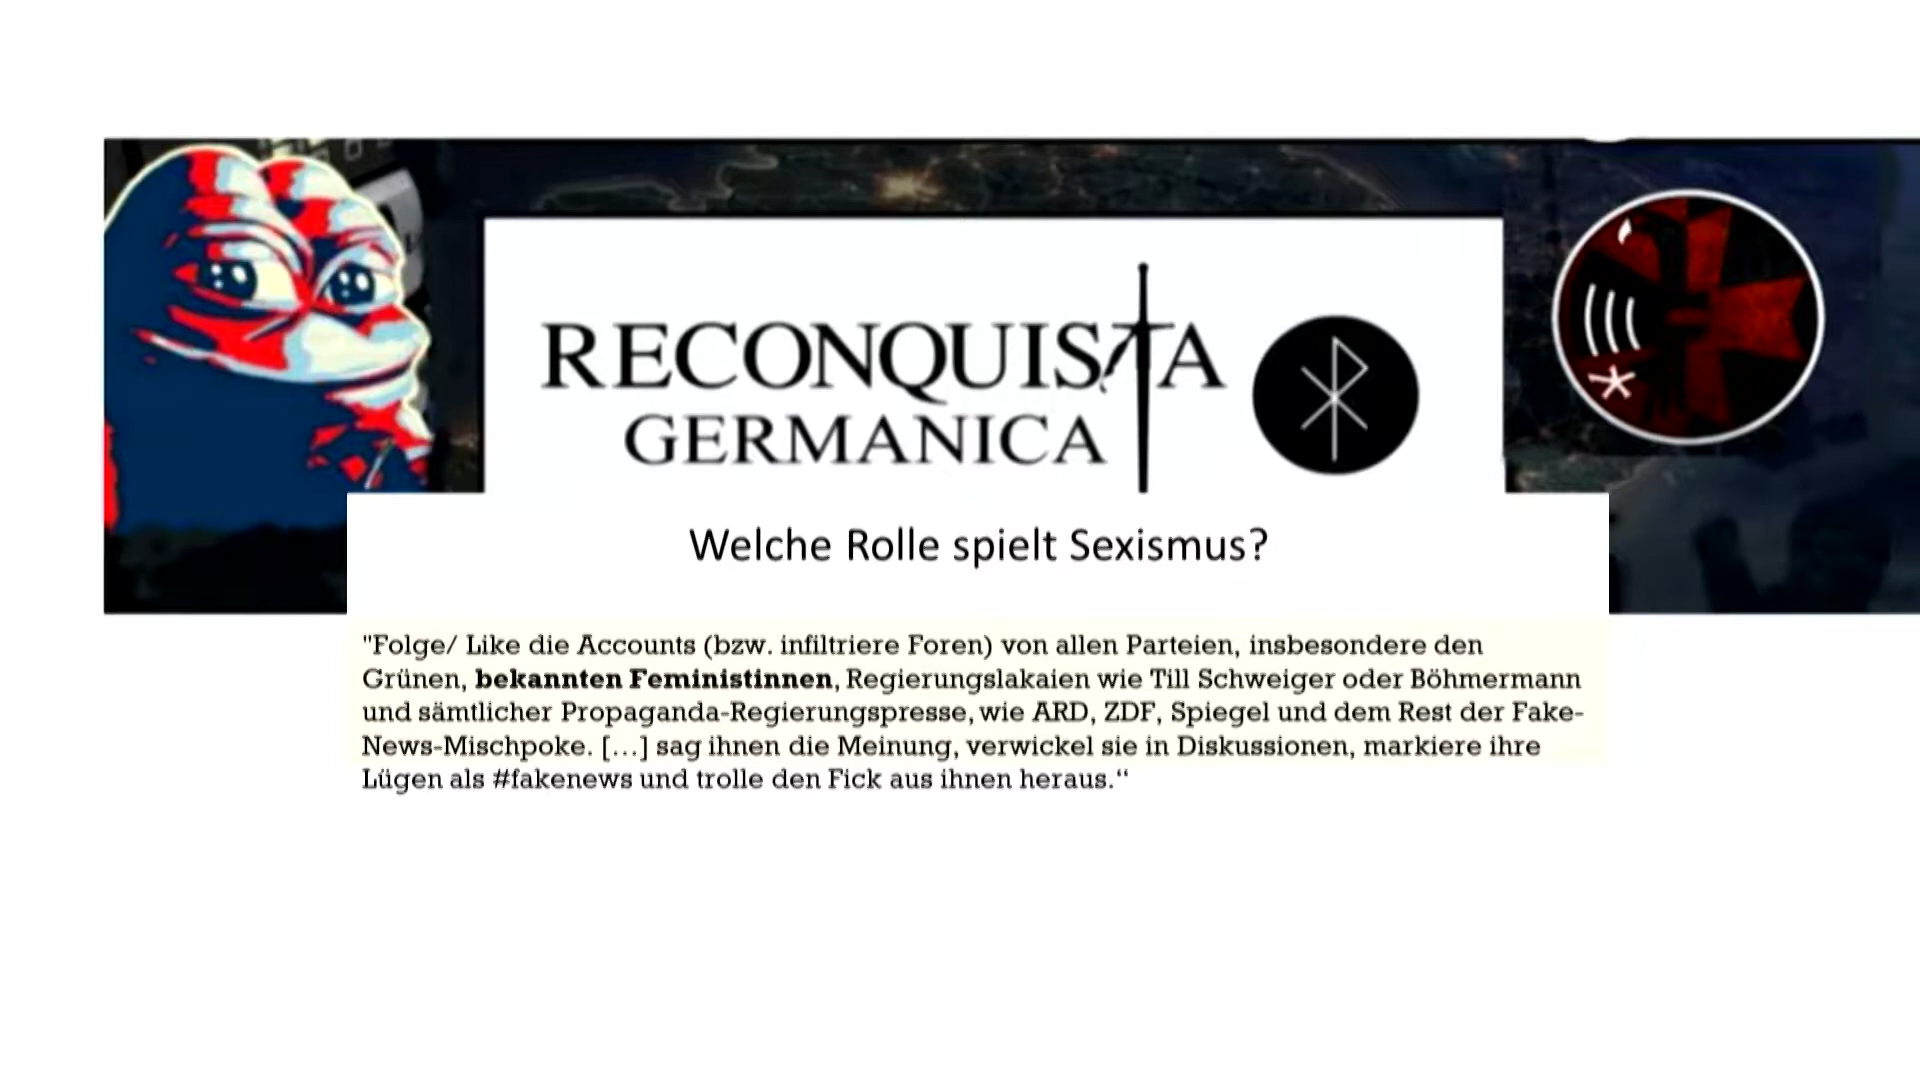 RECONQUISTA
GERMANICA
Welche Rolle spielt Sexismus?
"Folge/ Like die Accounts (bzw. infiltriere Foren) von allen Parteien, insbesondere den
Grünen, bekannten Feministinnen, Regierungslakaien wie Till Schweiger oder Böhmermann
und sämtlicher Propaganda-Regierungspresse, wie ARD, ZDF, Spiegel und dem Rest der Fake-
News-Mischpoke. […] sag ihnen die Meinung, verwickel sie in Diskussionen, markiere ihre
Lügen als #fakenews und trolle den Fick aus ihnen heraus.“